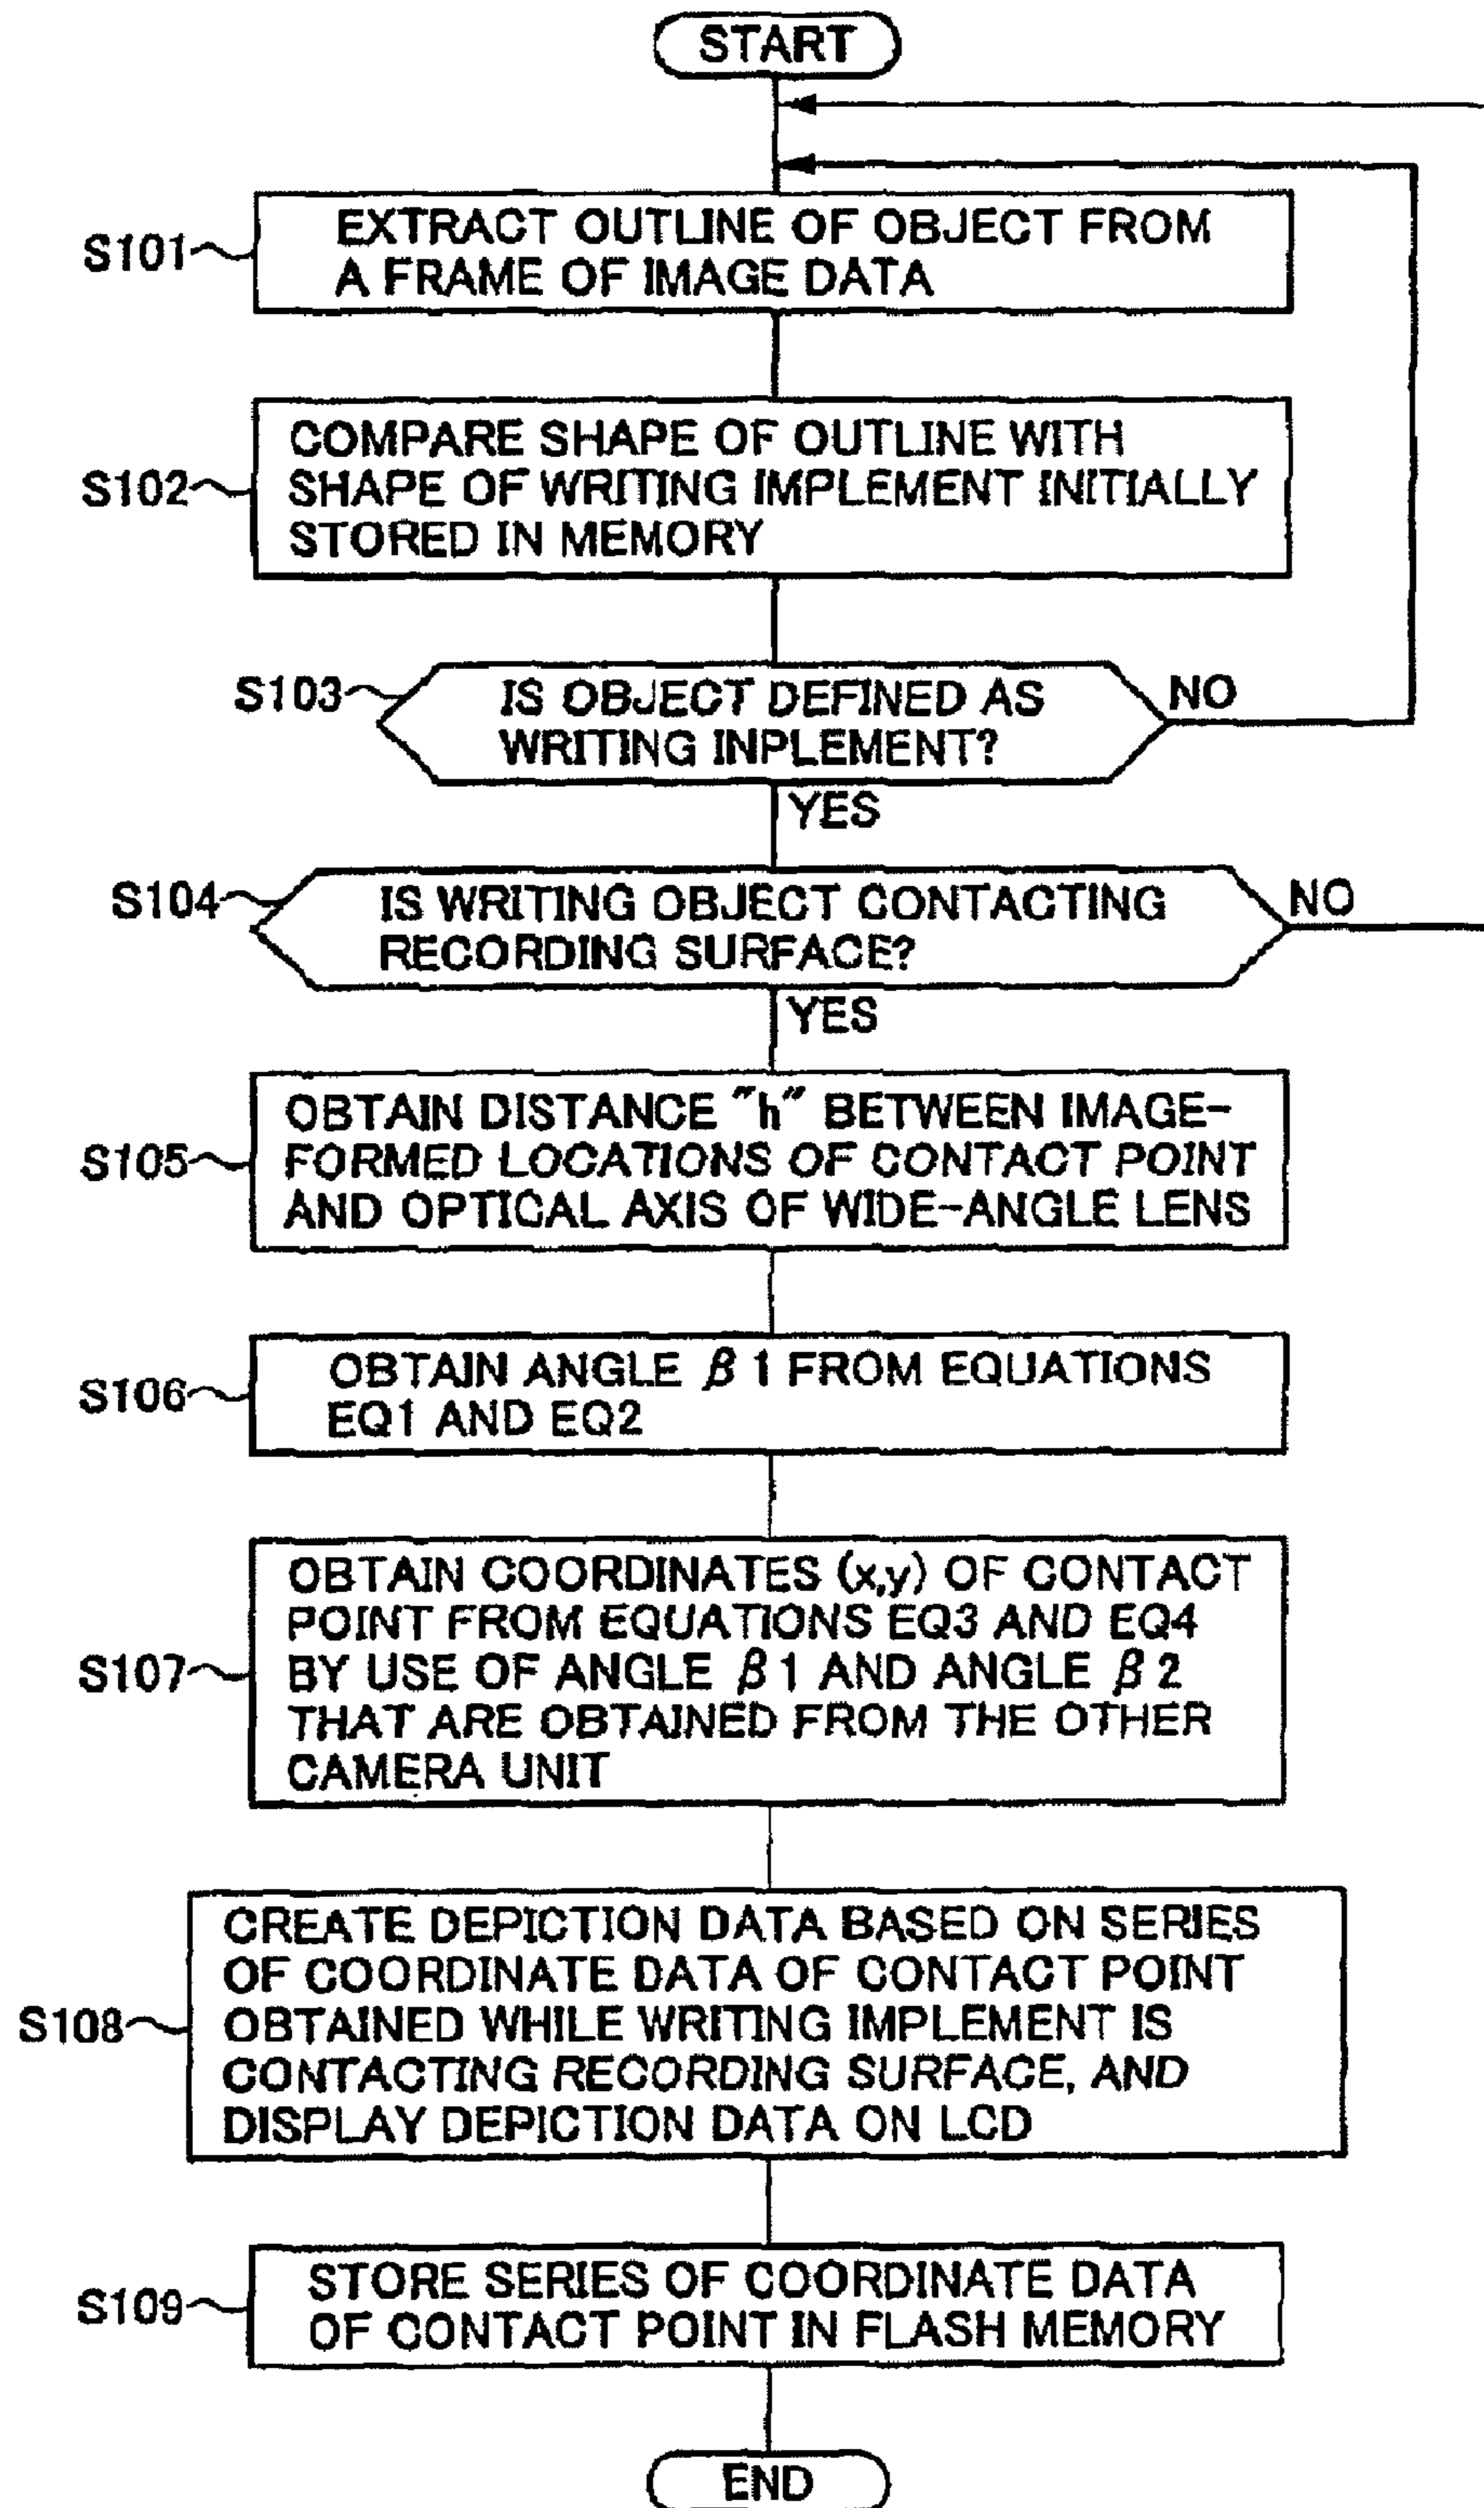 START
S101
EXTRACT OUTLINE OF OBJECT FROM
A FRAME OF IMAGE DATA
S102
COMPARE SHAPE OF OUTLINE WITH
SHAPE OF WRITING IMPLEMENT INITIALLY
STORED IN MEMORY
S103
IS OBJECT DEFINED AS
WRITING INPLEMENT?
NO
YES
S104
IS WRITING OBJECT CONTACTING
RECORDING SURFACE?
NO
YES
S105
OBTAIN DISTANCE "h" BETWEEN IMAGE-
FORMED LOCATIONS OF CONTACT POINT
AND OPTICAL AXIS OF WIDE-ANGLE LENS
S106
OBTAIN ANGLE β1 FROM EQUATIONS
EQ1 AND EQ2
S107
OBTAIN COORDINATES (x,y) OF CONTACT
POINT FROM EQUATIONS EQ3 AND EQ4
BY USE OF ANGLE β1 AND ANGLE β2
THAT ARE OBTAINED FROM THE OTHER
CAMERA UNIT
S108
CREATE DEPICTION DATA BASED ON SERIES
OF COORDINATE DATA OF CONTACT POINT
OBTAINED WHILE WRITING IMPLEMENT IS
CONTACTING RECORDING SURFACE, AND
DISPLAY DEPICTION DATA ON LCD
S109
STORE SERIES OF COORDINATE DATA
OF CONTACT POINT IN FLASH MEMORY
END